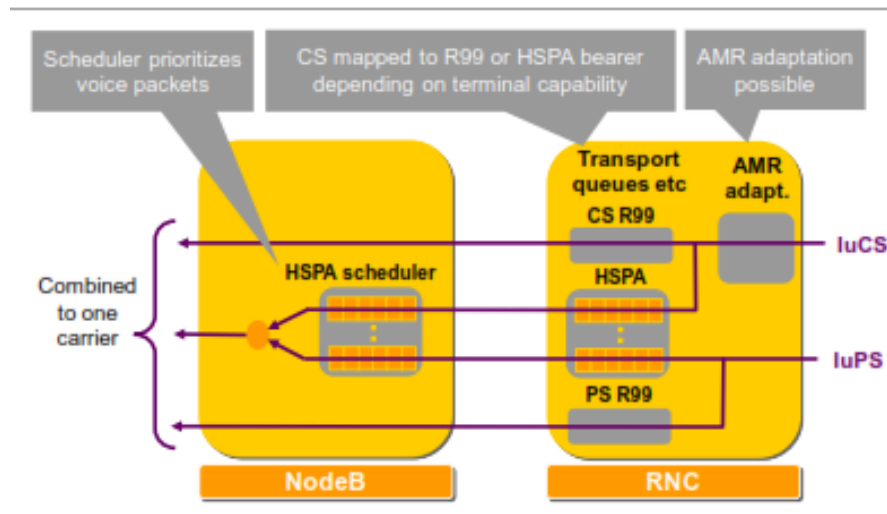 Scheduler prioritizes
voice packets
CS mapped to R99 or HSPA bearer
depending on terminal capability
AMR adaptation
possible
Transport
queues etc
AMR
adapt.
CS R99
IuCS
HSPA scheduler
HSPA
Combined
to one
carrier
IuPS
PS R99
NodeB
RNC